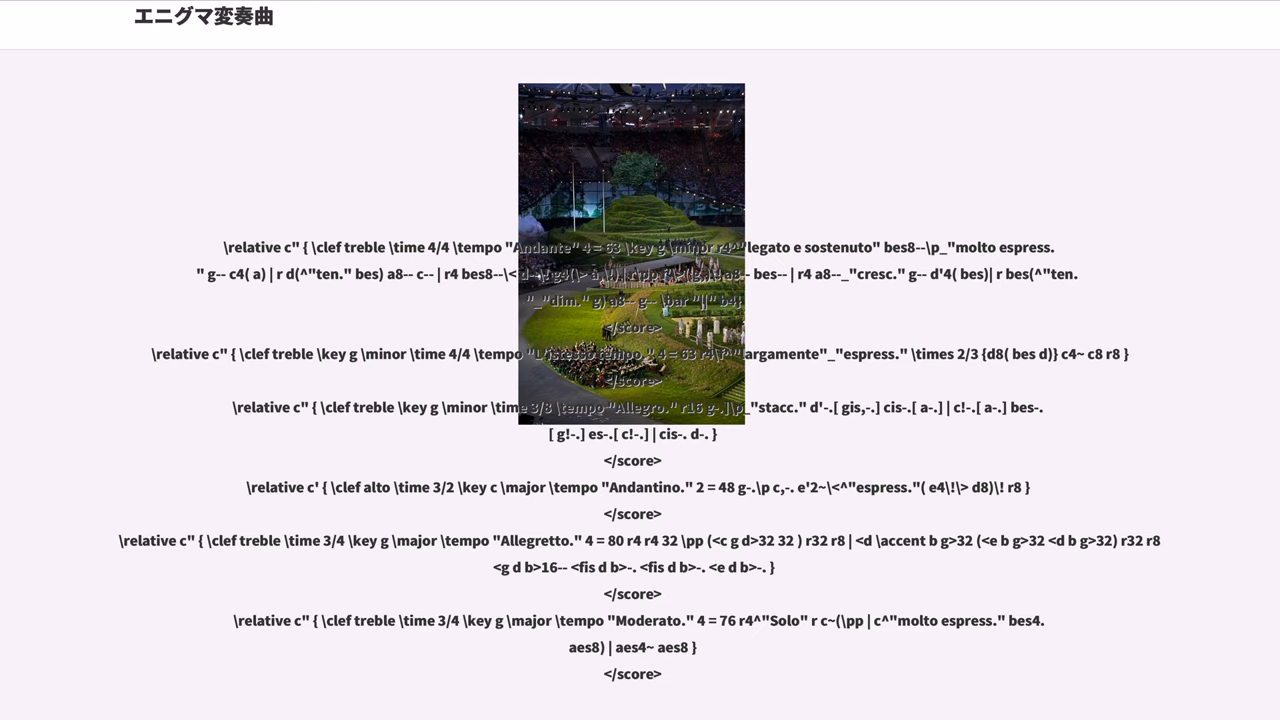 エニグマ変奏曲
\relative c'' { \clef treble \time 4/4 \tempo "Andante" 4 = 63 \key g \minor r4^"legato e sostenuto" bes8--\p_"molto espress.
" g-- c4( a) | r d(^"ten." bes) a8-- c-- | r4 bes8--\< d--\! g4(\> a,\!) | r\pp f\>( g)\! a8-- bes-- | r4 a8--_"cresc." g-- d'4( bes)| r bes(^"ten.
"_"dim." g) a8-- g-- \bar "||" b4}
</score>
\relative c'' { \clef treble \key g \minor \time 4/4 \tempo "L'istesso tempo." 4 = 63 r4\f^"largamente"_"espress." \times 2/3 {d8( bes d)} c4~ c8 r8 }
</score>
\relative c'' { \clef treble \key g \minor \time 3/8 \tempo "Allegro." r16 g-.]\p_"stacc." d'-.[ gis,-.] cis-.[ a-.] | c!-.[ a-.] bes-.
[ g!-.] es-.[ c!-.] | cis-. d-. }
</score>
\relative c' { \clef alto \time 3/2 \key c \major \tempo "Andantino." 2 = 48 g-.\p c,-. e'2~\<^"espress."( e4\!\> d8)\! r8 }
</score>
\relative c'' { \clef treble \time 3/4 \key g \major \tempo "Allegretto." 4 = 80 r4 r4 32 \pp (<c g d>32 32 ) r32 r8 | <d \accent b g>32 (<e b g>32 <d b g>32) r32 r8
<g d b>16-- <fis d b>-. <fis d b>-. <e d b>-. }
</score>
\relative c'' { \clef treble \time 3/4 \key g \major \tempo "Moderato." 4 = 76 r4^"Solo" r c~(\pp | c^"molto espress." bes4.
aes8) | aes4~ aes8 }
</score>